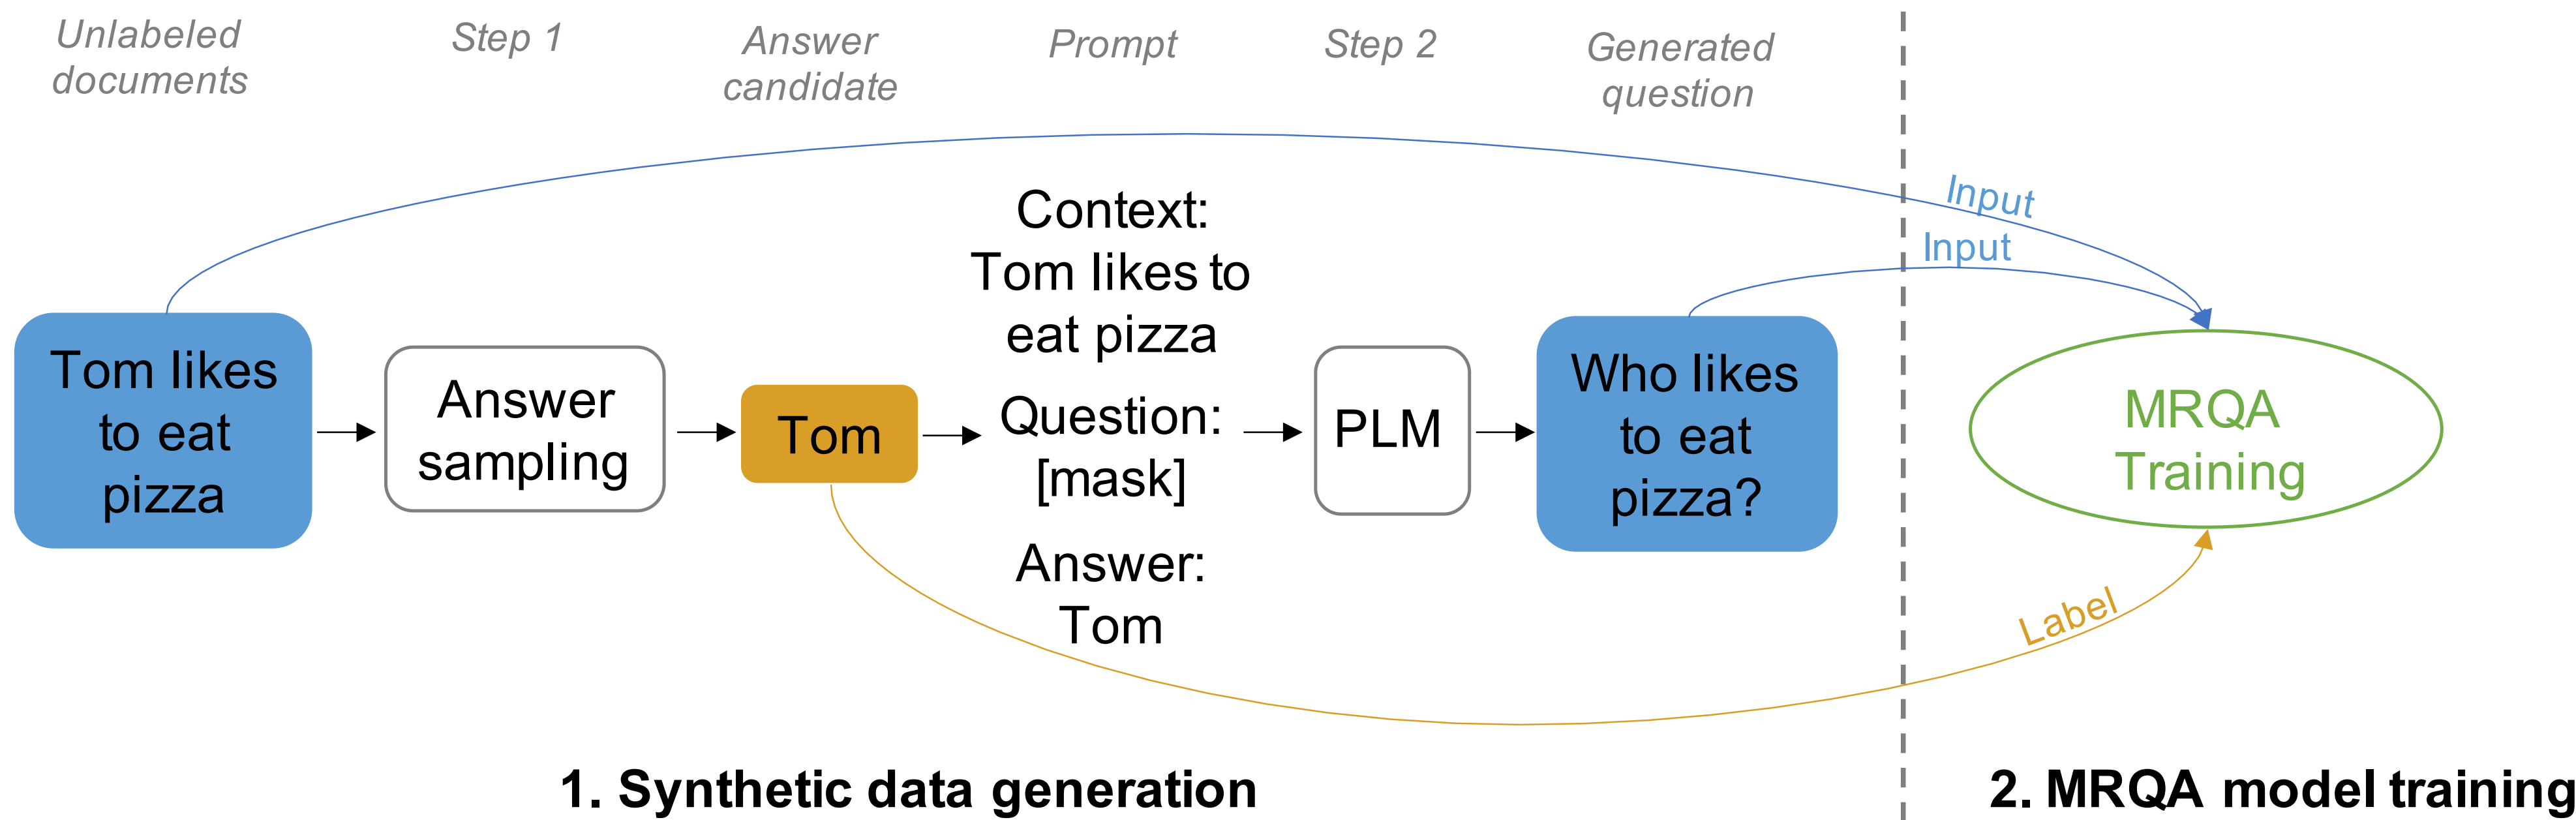 Unlabeled
documents
Step 1
Answer
candidate
Prompt
Step 2
Generated
question
Tom likes
to eat
pizza
Answer
sampling
Tom
Context:
Tom likes to
eat pizza
Question:
[mask]
Answer:
Tom
PLM
Who likes
to eat
pizza?
Input
Input
MRQA
Training
Label
1. Synthetic data generation
2. MRQA model training